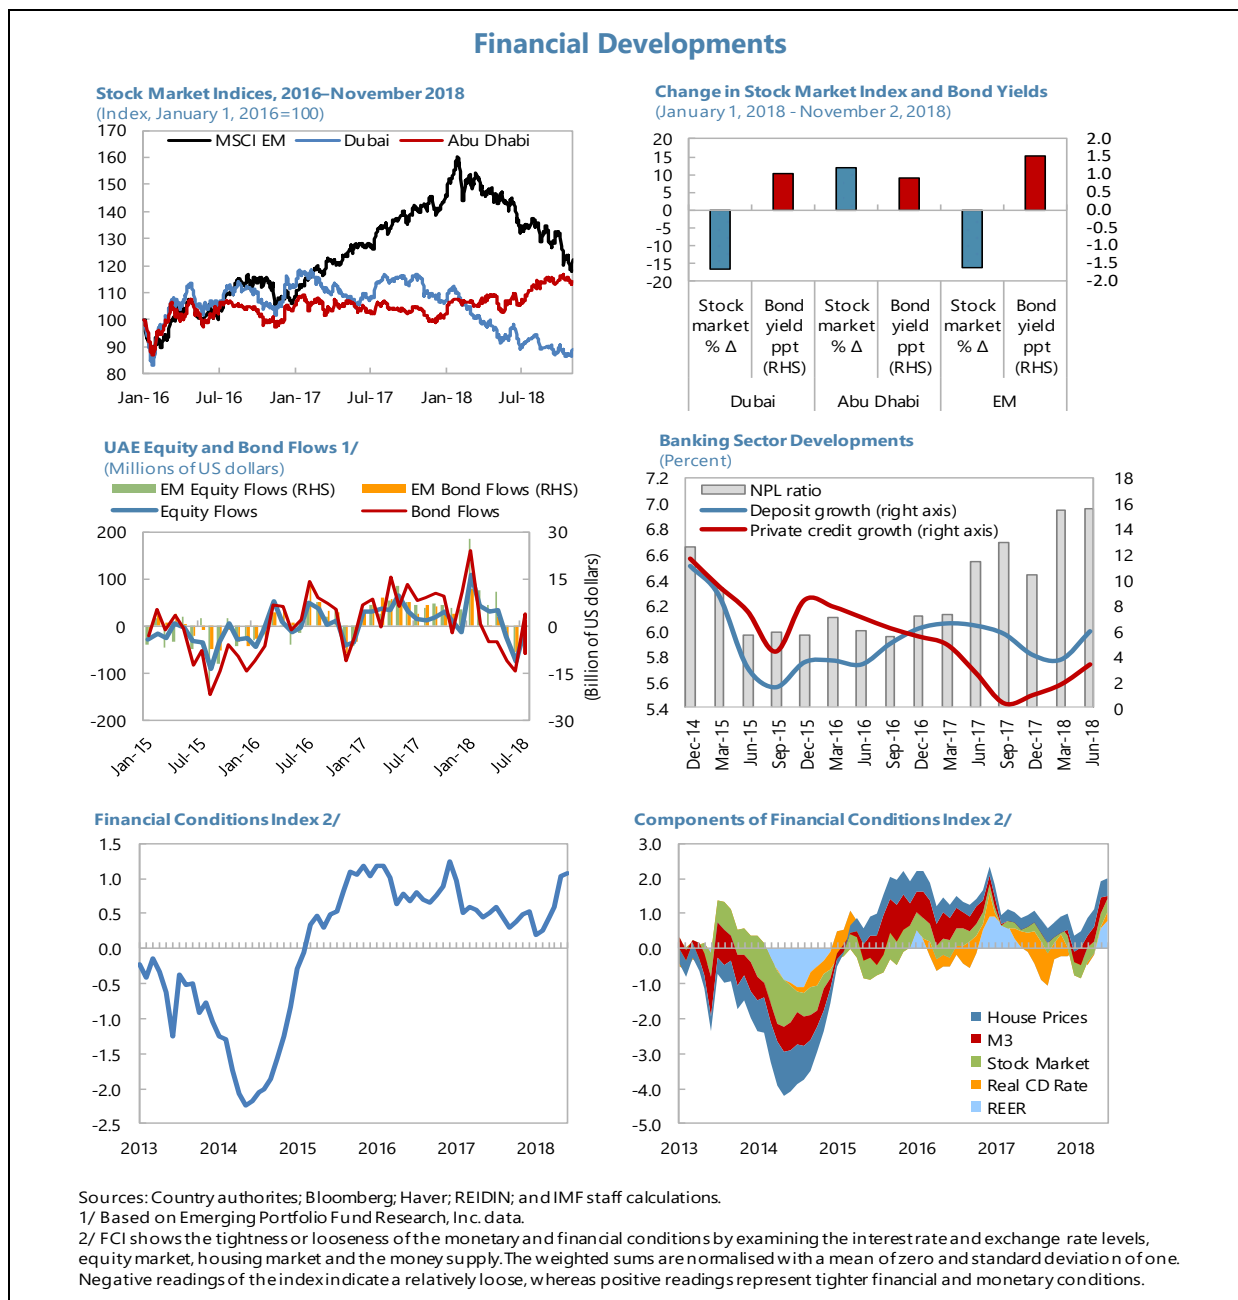 Financial Developments
Stock Market Indices, 2016–November 2018
(Index, January 1, 2016=100)
170
160
150
140
130
120
110
100
90
80
MSCI EM
Dubai
Abu Dhabi
Jan-16
Jul-16
Jan-17
Jul-17
Jan-18
Jul-18
Change in Stock Market Index and Bond Yields
(January 1, 2018 - November 2, 2018)
20
15
10
5
0
-5
-10
-15
-20
2.0
1.5
1.0
0.5
0.0
-0.5
-1.0
-1.5
-2.0
Stock market % Δ
Bond yield ppt (RHS)
Stock market % Δ
Bond yield ppt (RHS)
Stock market % Δ
Bond yield ppt (RHS)
Dubai
Abu Dhabi
EM
UAE Equity and Bond Flows 1/
(Millions of US dollars)
EM Equity Flows (RHS)
EM Bond Flows (RHS)
Equity Flows
Bond Flows
200
100
0
-100
-200
30
15
0
-15
-30
(Billion of US dollars)
Jan-15
Jul-15
Jan-16
Jul-16
Jan-17
Jul-17
Jan-18
Jul-18
Banking Sector Developments
(Percent)
7.2
7.0
6.8
6.6
6.4
6.2
6.0
5.8
5.6
5.4
NPL ratio
Deposit growth (right axis)
Private credit growth (right axis)
18
16
14
12
10
8
6
4
2
0
Dec-14
Mar-15
Jun-15
Sep-15
Dec-15
Mar-16
Jun-16
Sep-16
Dec-16
Mar-17
Jun-17
Sep-17
Dec-17
Mar-18
Jun-18
Financial Conditions Index 2/
1.5
1.0
0.5
0.0
-0.5
-1.0
-1.5
-2.0
-2.5
2013
2014
2015
2016
2017
2018
Components of Financial Conditions Index 2/
3.0
2.0
1.0
0.0
-1.0
-2.0
-3.0
-4.0
-5.0
House Prices
M3
Stock Market
Real CD Rate
REER
2013
2014
2015
2016
2017
2018
Sources: Country authorites; Bloomberg; Haver; REIDIN; and IMF staff calculations.
1/ Based on Emerging Portfolio Fund Research, Inc. data.
2/ FCI shows the tightness or looseness of the monetary and financial conditions by examining the interest rate and exchange rate levels,
equity market, housing market and the money supply. The weighted sums are normalised with a mean of zero and standard deviation of one.
Negative readings of the index indicate a relatively loose, whereas positive readings represent tighter financial and monetary conditions.